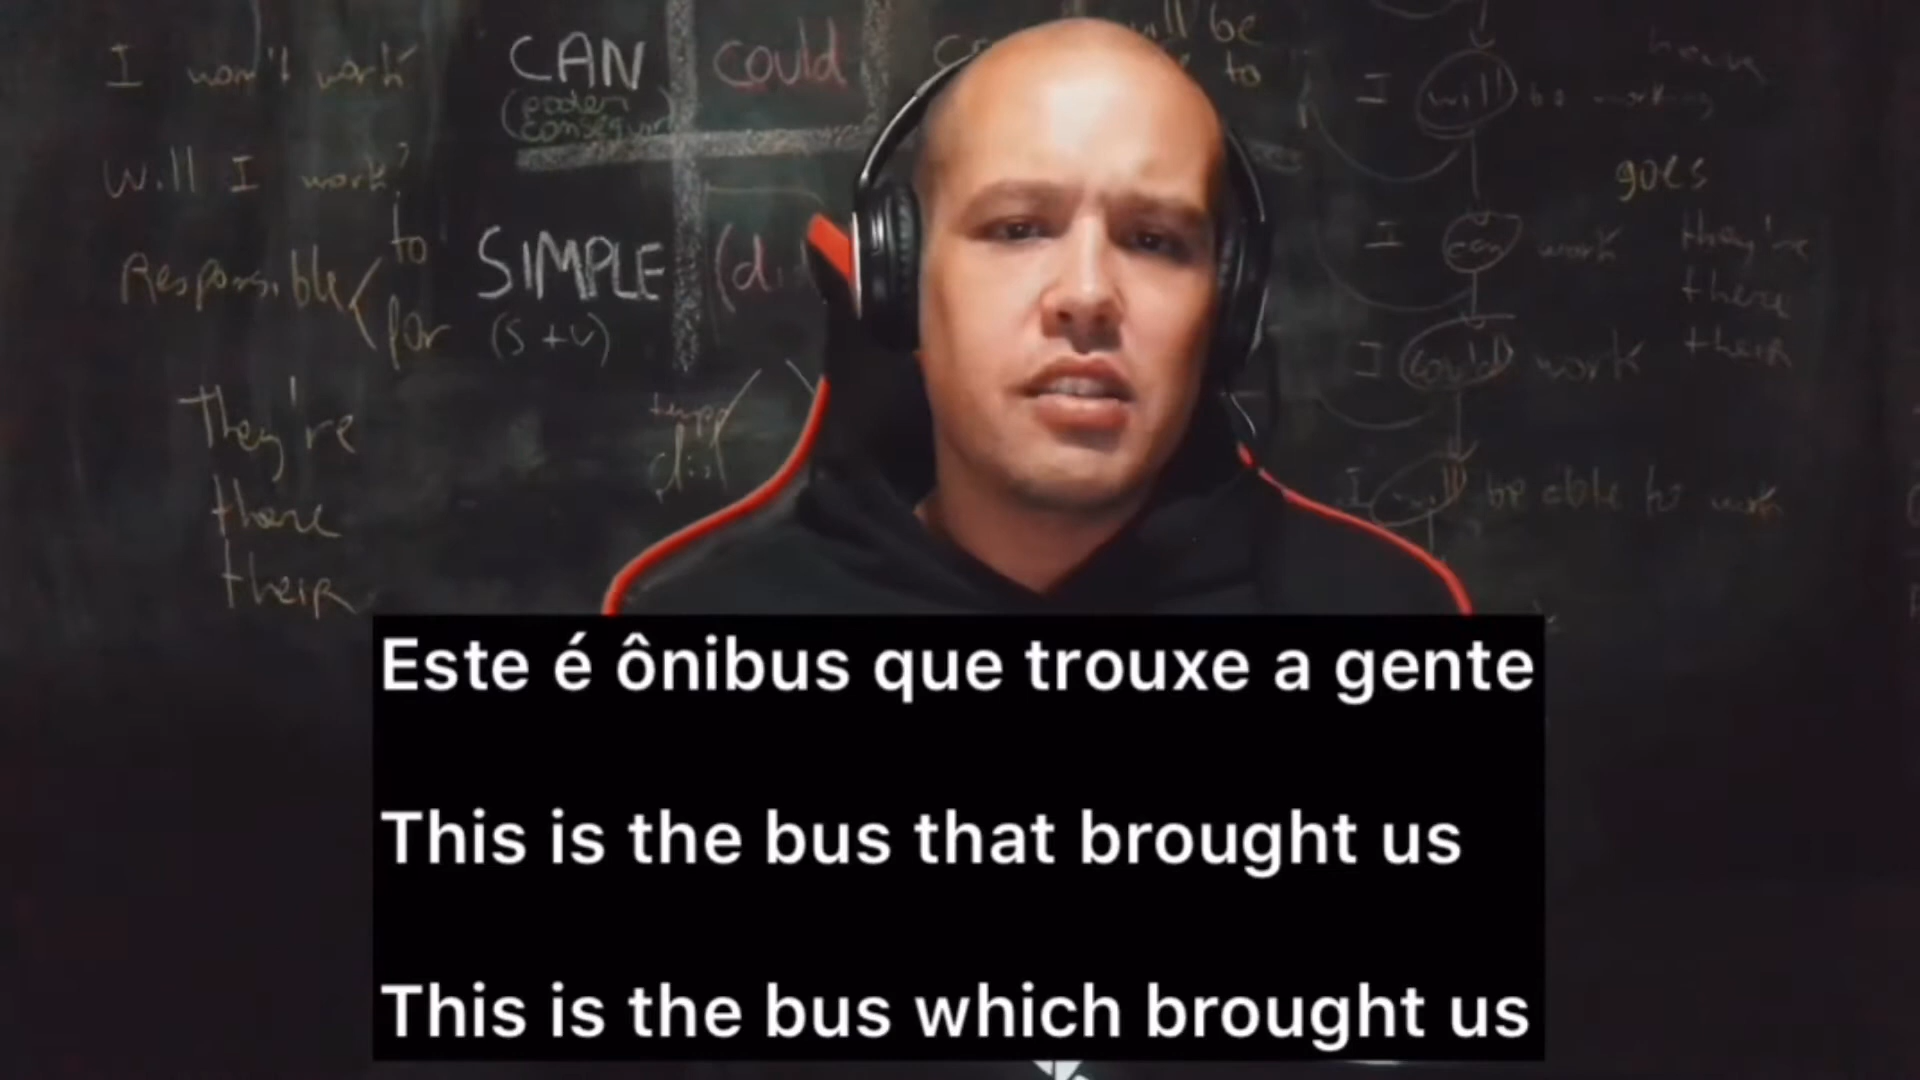 I won't work
Will I work?
Responsible
to
for
They're
there
their
CAN
could
(poder
conseguir)
SIMPLE
(S + V)
will be
to
I will be working
goes
I can work
they're
there
their
I could work
I will be able to work
Este é ônibus que trouxe a gente
This is the bus that brought us
This is the bus which brought us